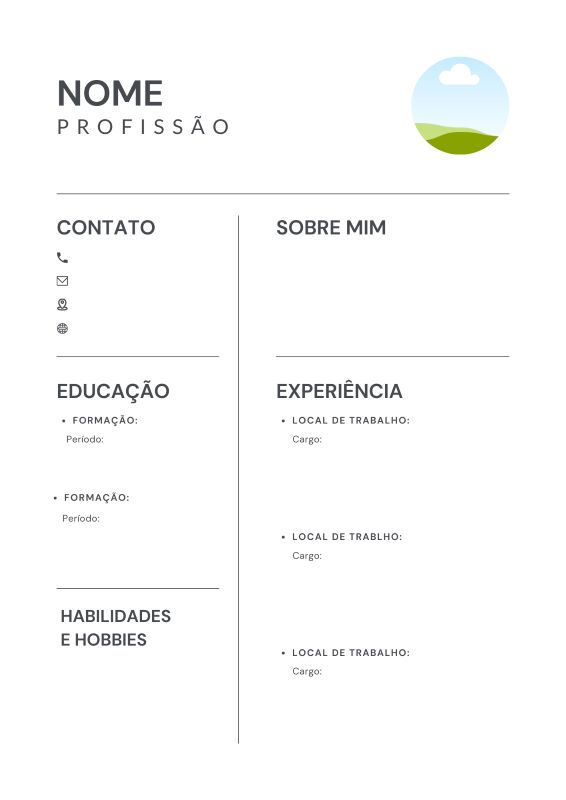 NOME
PROFISSÃO
CONTATO
EDUCAÇÃO
FORMAÇÃO:
Período:
FORMAÇÃO:
Período:
HABILIDADES
E HOBBIES
SOBRE MIM
EXPERIÊNCIA
LOCAL DE TRABALHO:
Cargo:
LOCAL DE TRABLHO:
Cargo:
LOCAL DE TRABALHO:
Cargo: